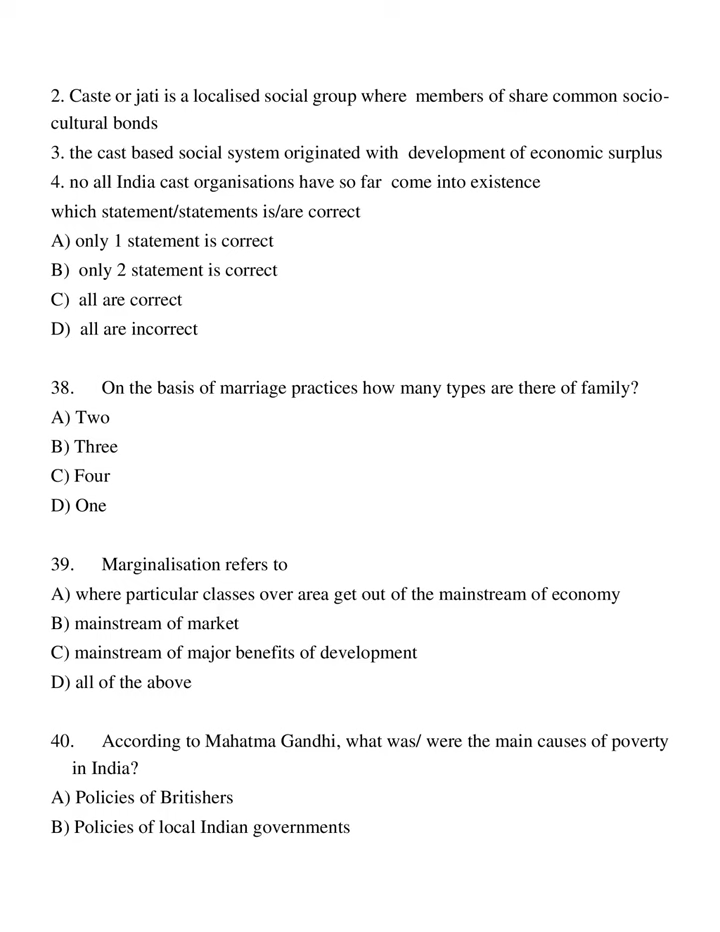 2. Caste or jati is a localised social group where  members of share common socio-
cultural bonds
3. the cast based social system originated with  development of economic surplus
4. no all India cast organisations have so far  come into existence
which statement/statements is/are correct
A) only 1 statement is correct
B)  only 2 statement is correct
C)  all are correct
D)  all are incorrect
38. On the basis of marriage practices how many types are there of family?
A) Two
B) Three
C) Four
D) One
39. Marginalisation refers to
A) where particular classes over area get out of the mainstream of economy
B) mainstream of market
C) mainstream of major benefits of development
D) all of the above
40. According to Mahatma Gandhi, what was/ were the main causes of poverty
in India?
A) Policies of Britishers
B) Policies of local Indian governments